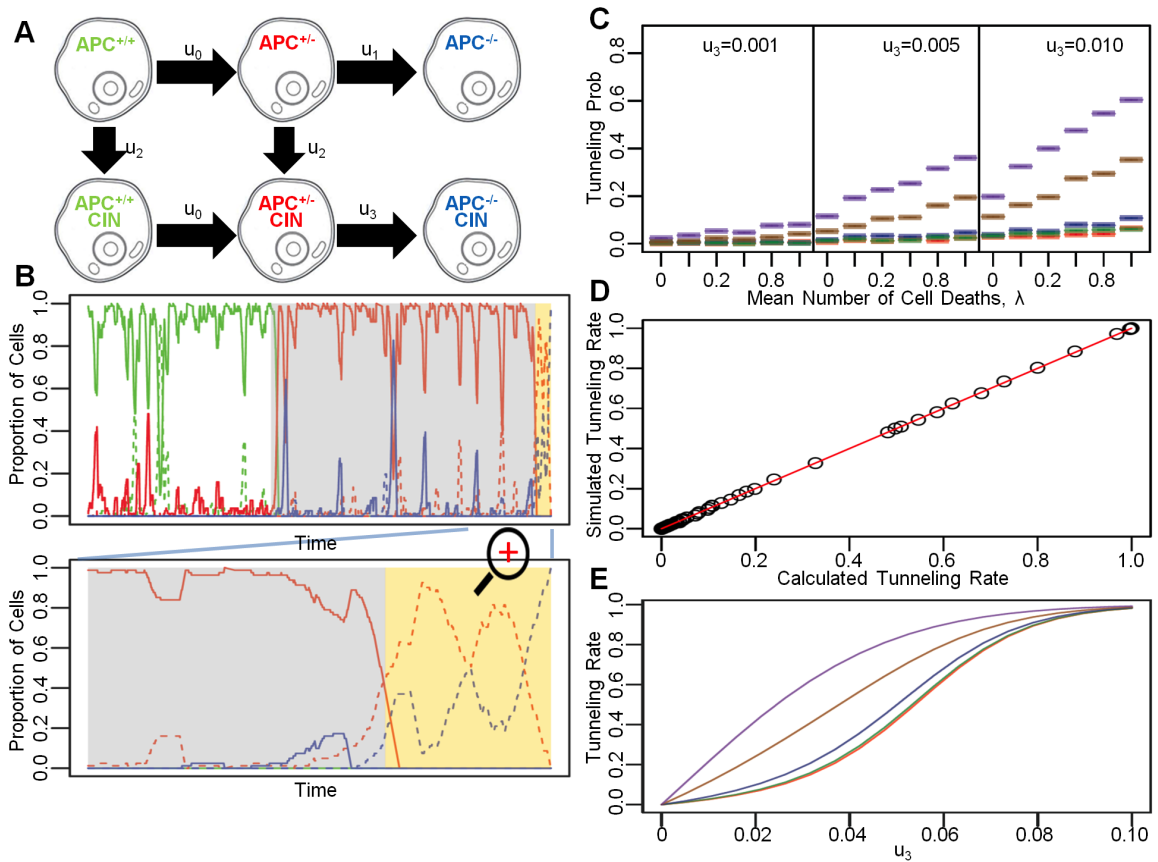 A
APC+/+
u0
APC+/-
u1
APC-/-
u2
u2
APC+/+
CIN
u0
APC+/-
CIN
u3
APC-/-
CIN
B
Proportion of Cells
1.0
0.8
0.6
0.4
0.2
0.0
Time
+
Proportion of Cells
1.0
0.8
0.6
0.4
0.2
0.0
Time
C
Tunneling Prob
0.8
0.6
0.4
0.2
0.0
u3=0.001
u3=0.005
u3=0.010
0 0.2 0.8 0 0.2 0.8 0 0.2 0.8
Mean Number of Cell Deaths, λ
D
Simulated Tunneling Rate
1.0
0.8
0.6
0.4
0.2
0.0
0 0.2 0.4 0.6 0.8 1.0
Calculated Tunneling Rate
E
Tunneling Rate
1.0
0.8
0.6
0.4
0.2
0.0
0 0.02 0.04 0.06 0.08 0.10
u3